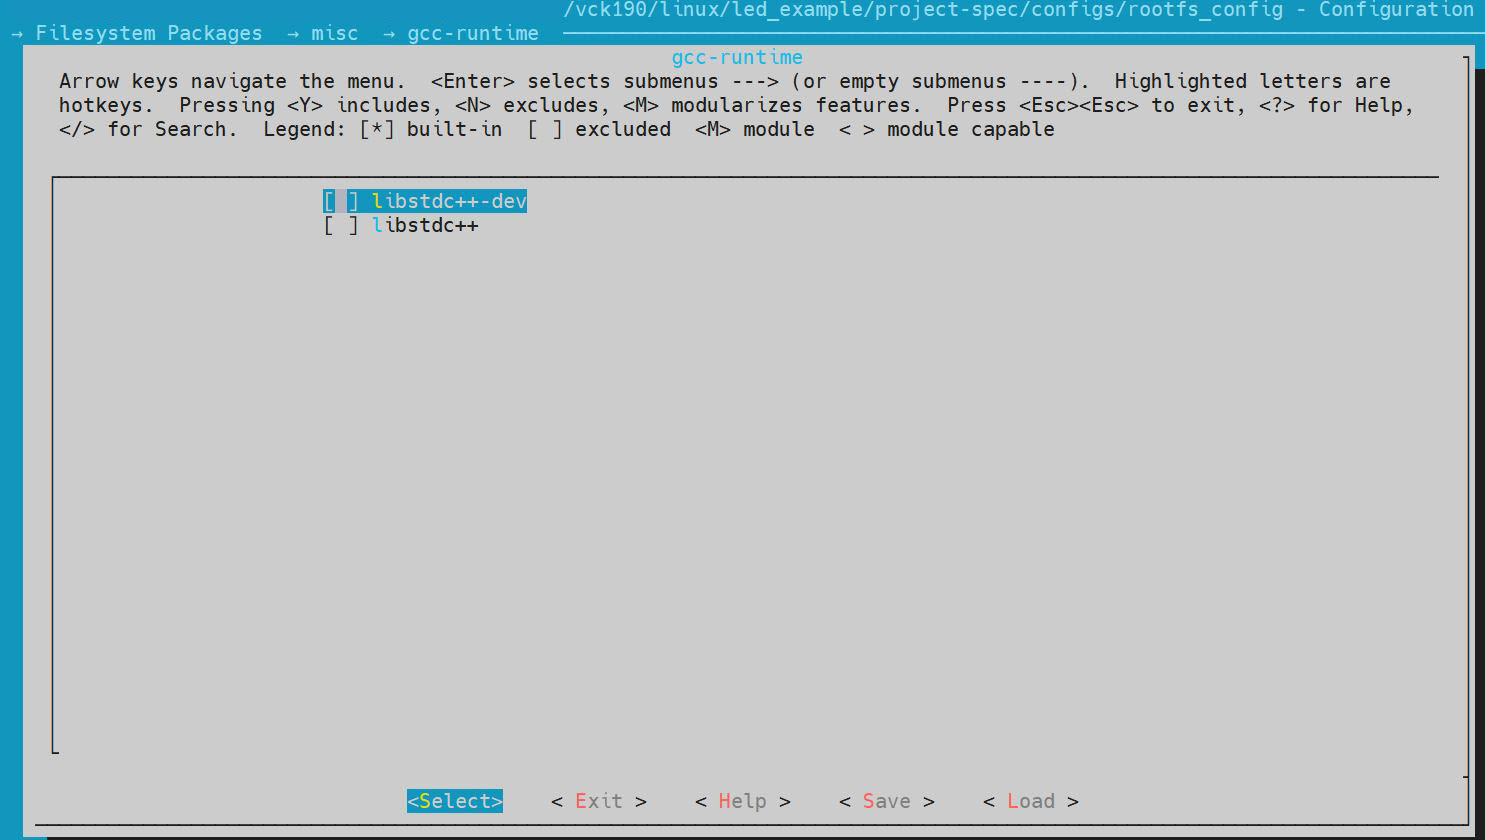 /vck190/linux/led_example/project-spec/configs/rootfs_config - Configuration
→ Filesystem Packages → misc → gcc-runtime
gcc-runtime
Arrow keys navigate the menu. <Enter> selects submenus ---> (or empty submenus ----). Highlighted letters are
hotkeys. Pressing <Y> includes, <N> excludes, <M> modularizes features. Press <Esc><Esc> to exit, <?> for Help,
</> for Search. Legend: [*] built-in [ ] excluded <M> module < > module capable
[ ] libstdc++-dev
[ ] libstdc++
<Select> < Exit > < Help > < Save > < Load >